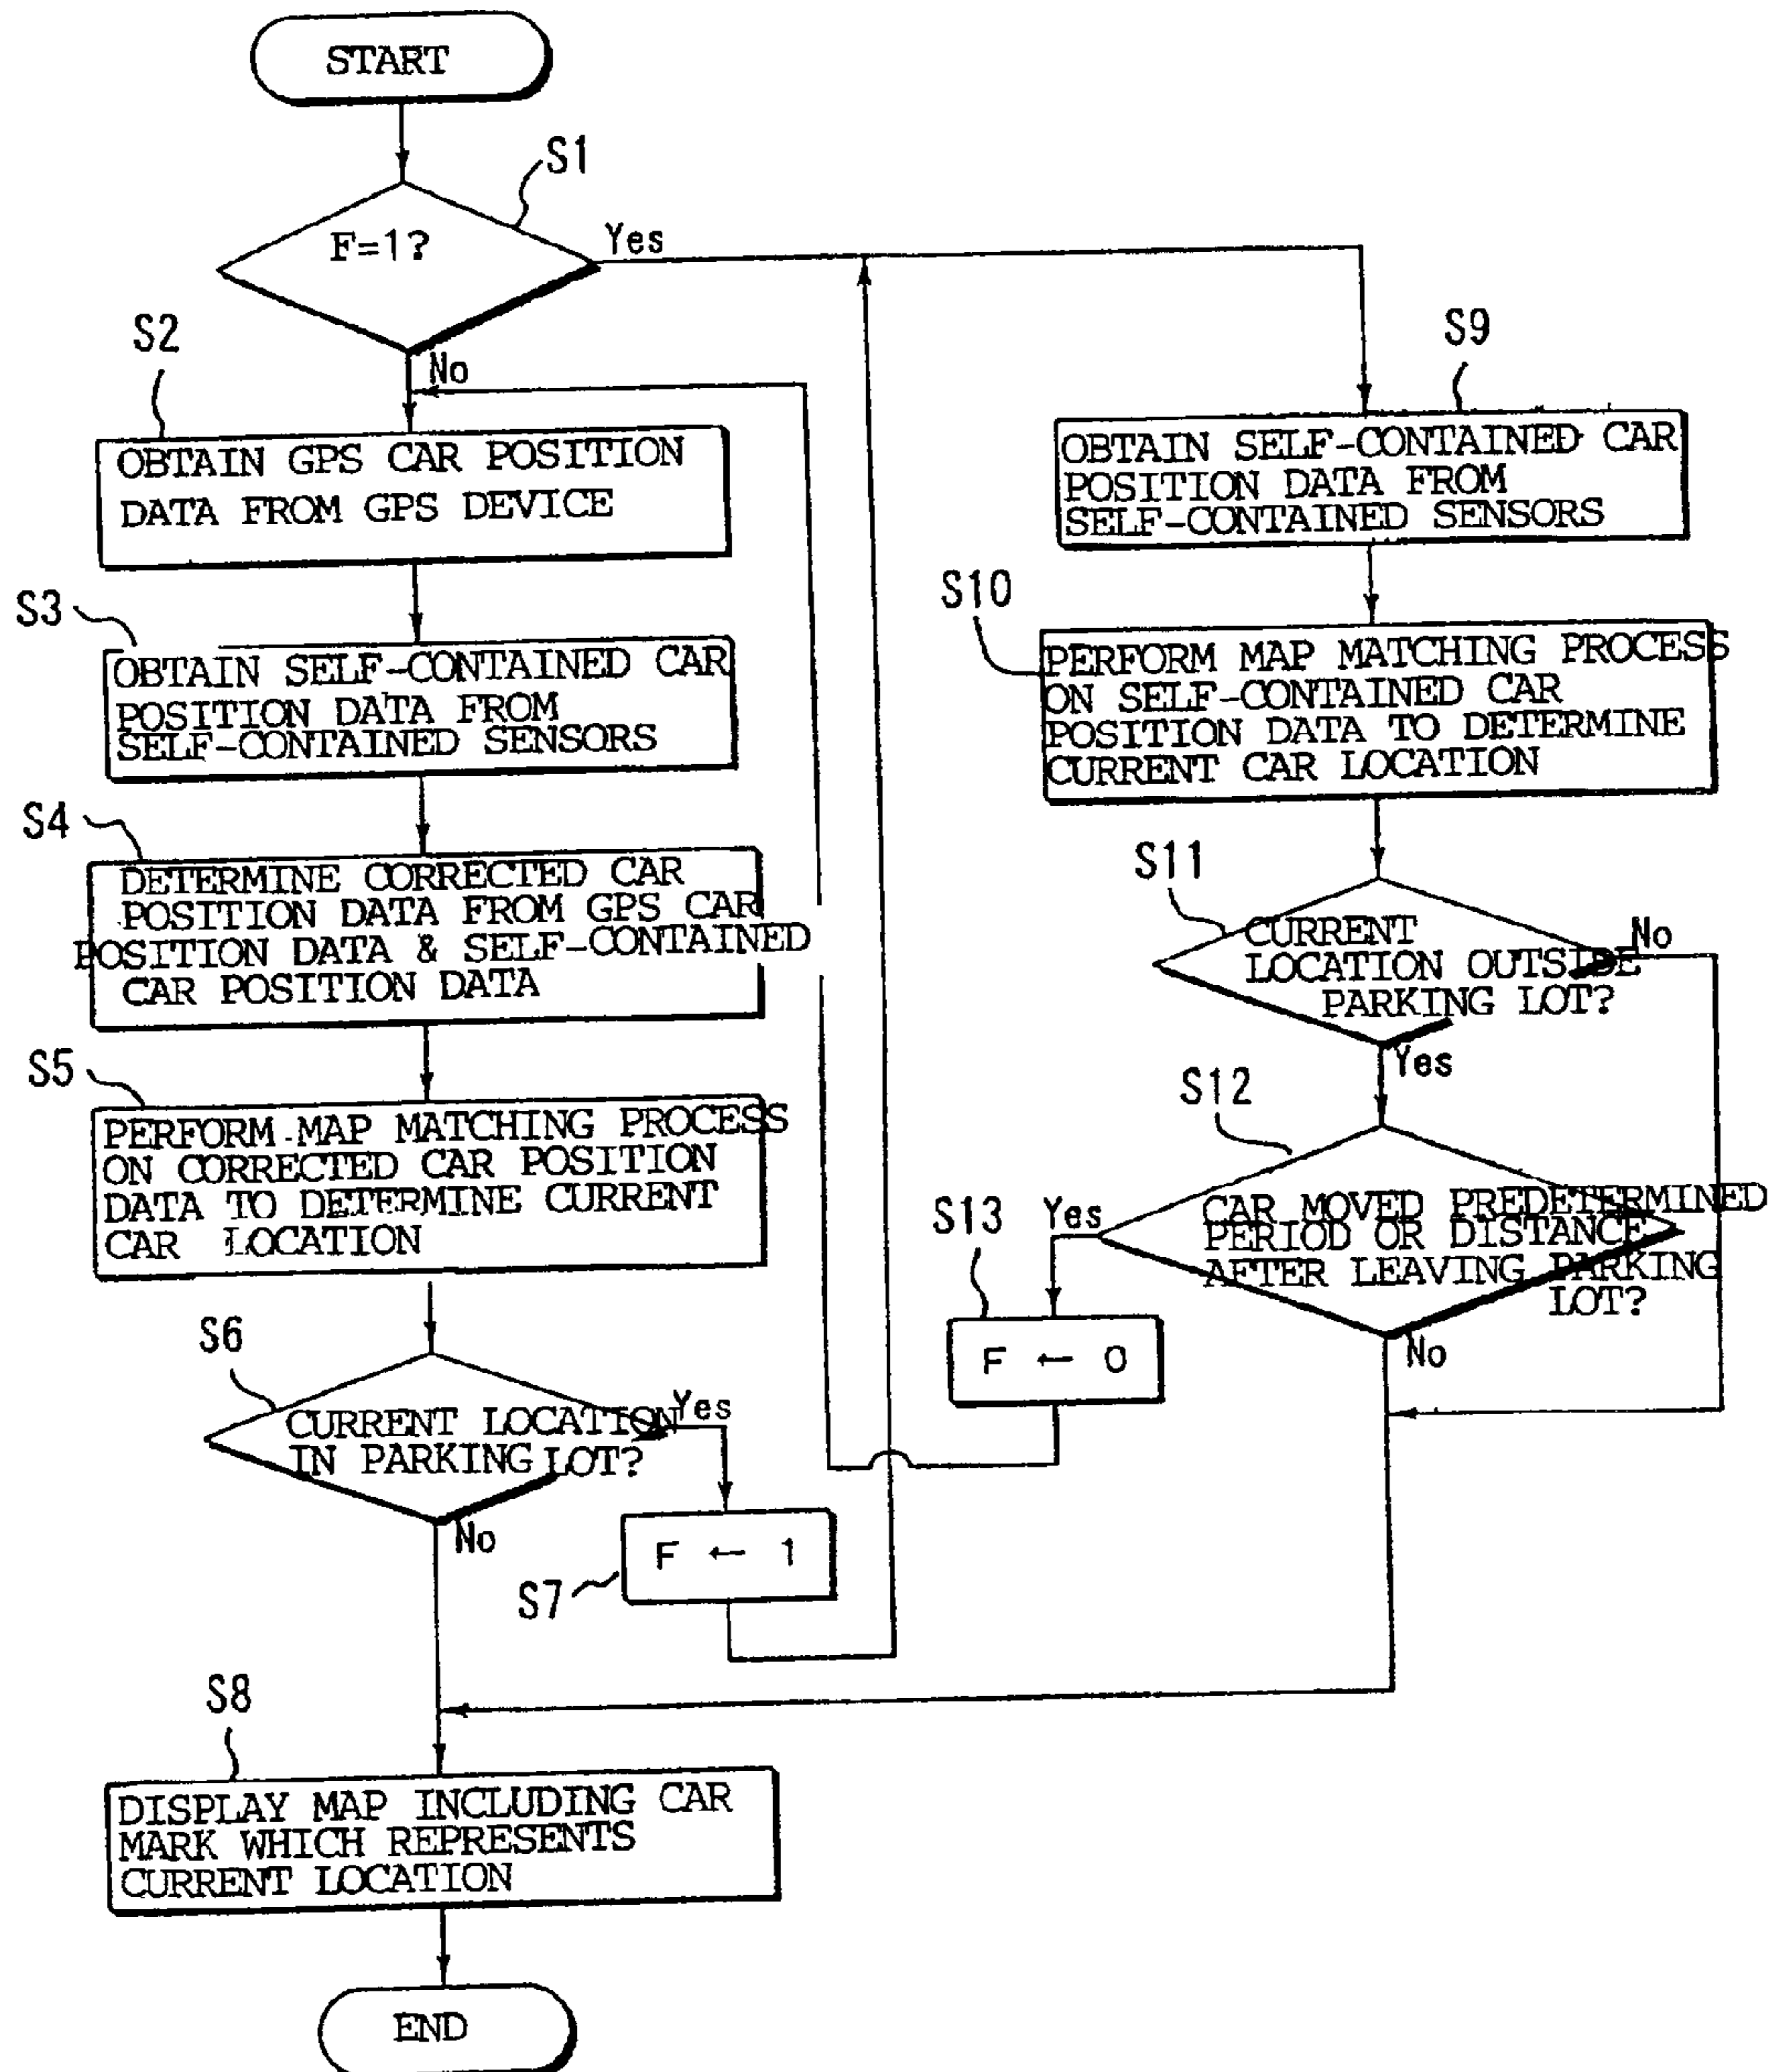 START
S1
F=1?
Yes
No
S2
OBTAIN GPS CAR POSITION
DATA FROM GPS DEVICE
S3
OBTAIN SELF-CONTAINED CAR
POSITION DATA FROM
SELF-CONTAINED SENSORS
S4
DETERMINE CORRECTED CAR
POSITION DATA FROM GPS CAR
POSITION DATA & SELF-CONTAINED
CAR POSITION DATA
S5
PERFORM MAP MATCHING PROCESS
ON CORRECTED CAR POSITION
DATA TO DETERMINE CURRENT
CAR LOCATION
S6
CURRENT LOCATION
IN PARKING LOT?
Yes
No
F ← 1
S7
S8
DISPLAY MAP INCLUDING CAR
MARK WHICH REPRESENTS
CURRENT LOCATION
END
S9
OBTAIN SELF-CONTAINED CAR
POSITION DATA FROM
SELF-CONTAINED SENSORS
S10
PERFORM MAP MATCHING PROCESS
ON SELF-CONTAINED CAR
POSITION DATA TO DETERMINE
CURRENT CAR LOCATION
S11
CURRENT
LOCATION OUTSIDE
PARKING LOT?
No
Yes
S12
CAR MOVED PREDETERMINED
PERIOD OR DISTANCE
AFTER LEAVING PARKING
LOT?
Yes
No
S13
F ← 0